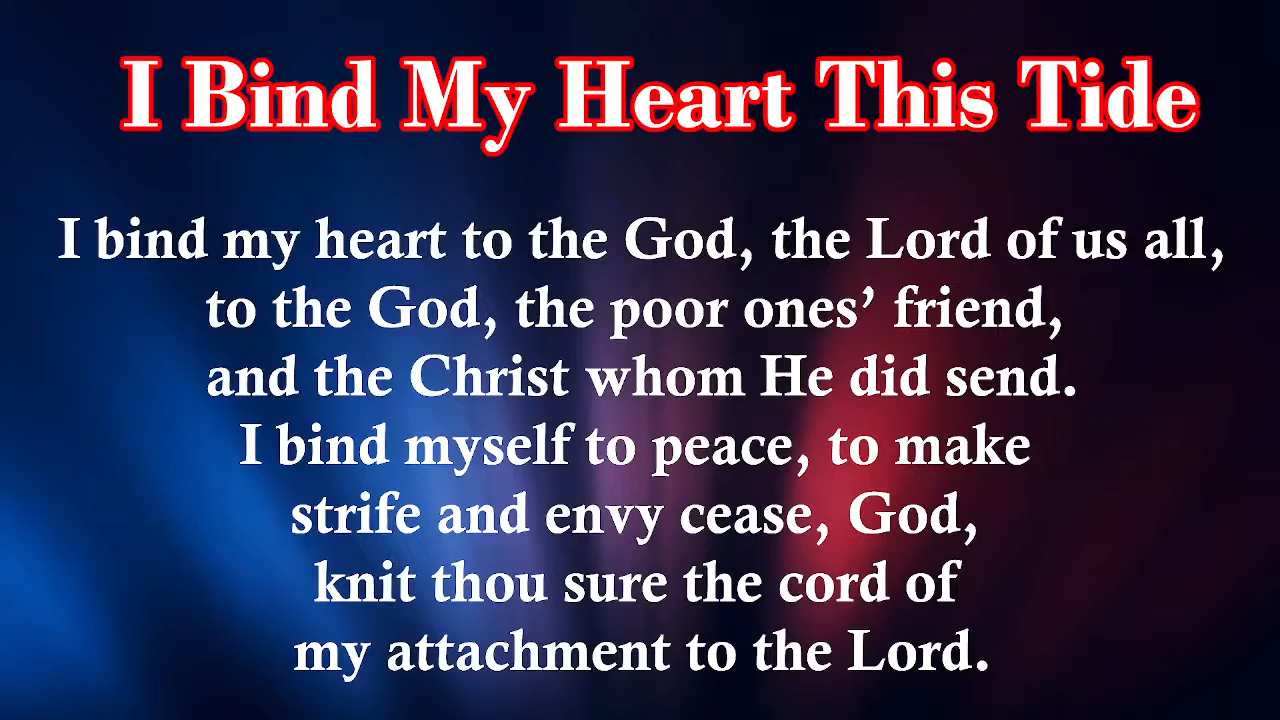 I Bind My Heart This Tide
I bind my heart to the God, the Lord of us all,
to the God, the poor ones’ friend,
and the Christ whom He did send.
I bind myself to peace, to make
strife and envy cease, God,
knit thou sure the cord of
my attachment to the Lord.